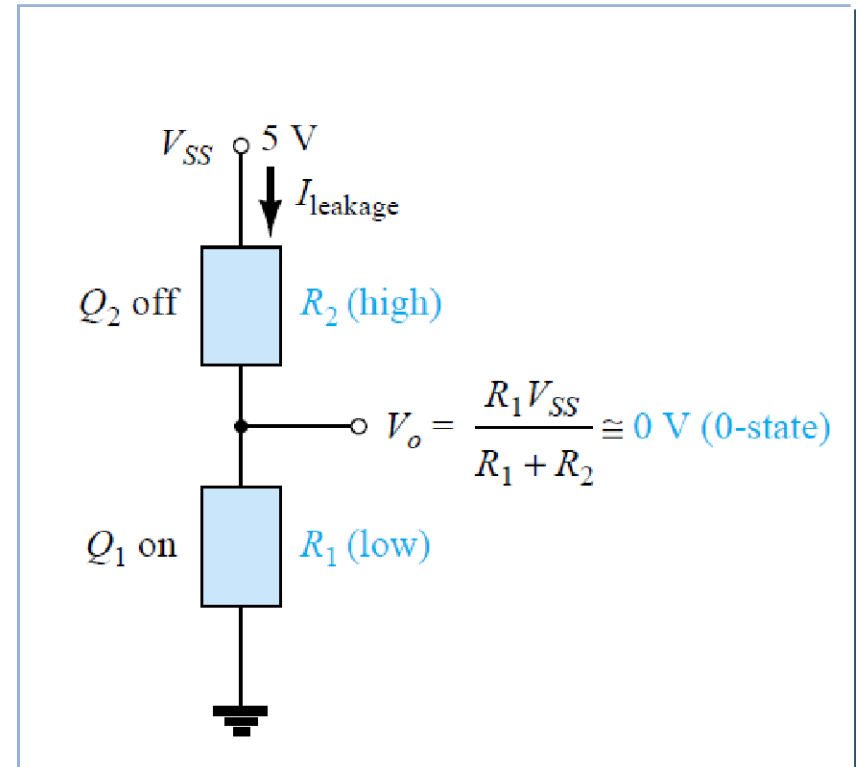 V_SS 5 V
I_leakage
Q_2 off R_2 (high)
V_o = R_1V_SS / R_1 + R_2 ≅ 0 V (0-state)
Q_1 on R_1 (low)